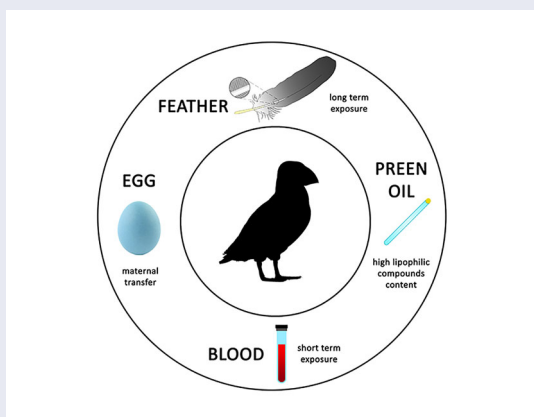 FEATHER
long term
exposure
PREEN
OIL
high lipophilic
compounds
content
EGG
maternal
transfer
BLOOD
short term
exposure